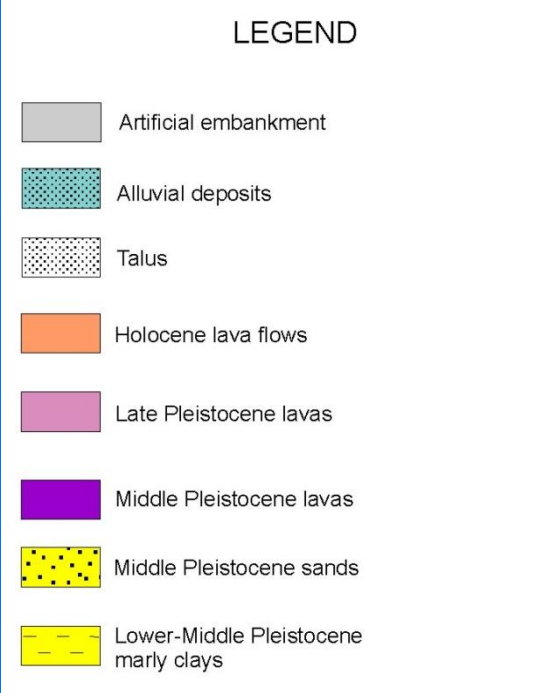 LEGEND
Artificial embankment
Alluvial deposits
Talus
Holocene lava flows
Late Pleistocene lavas
Middle Pleistocene lavas
Middle Pleistocene sands
Lower-Middle Pleistocene
marly clays